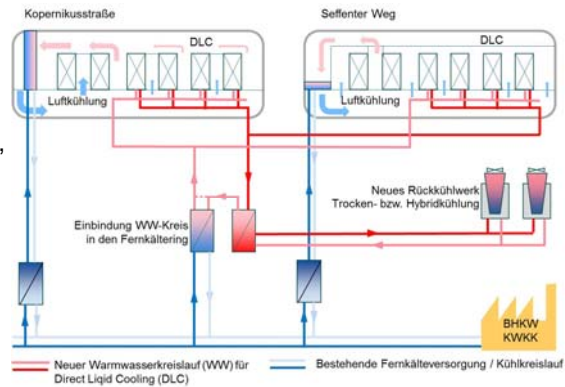 Kopernikusstraße
Seffenter Weg
DLC
DLC
Luftkühlung
Luftkühlung
,
Neues Rückkühlwerk
Trocken- bzw. Hybridkühlung
Einbindung WW-Kreis
in den Fernkältering
BHKW
KWKK
Neuer Warmwasserkreislauf (WW) für
Direct Liqid Cooling (DLC)
Bestehende Fernkälteversorgung / Kühlkreislauf